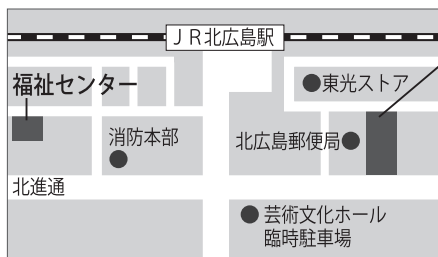 ＪＲ北広島駅
福祉センター
東光ストア
消防本部
北広島郵便局
北進通
芸術文化ホール
臨時駐車場